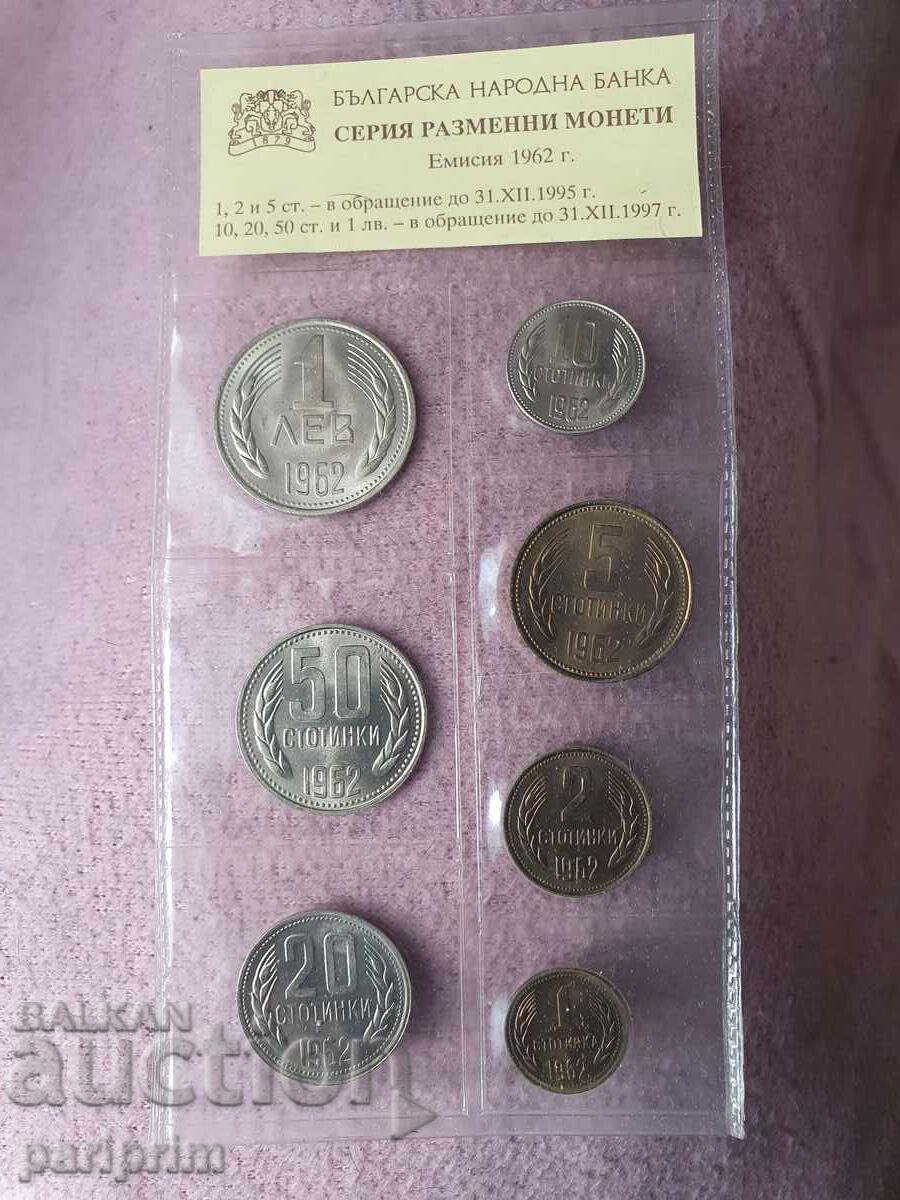 БЪЛГАРСКА НАРОДНА БАНКА
СЕРИЯ РАЗМЕННИ МОНЕТИ
Емисия 1962 г.
1879
1, 2 и 5 ст. – в обращение до 31.XII.1995 г.
10, 20, 50 ст. и 1 лв. – в обращение до 31.XII.1997 г.
1
ЛЕВ
1962
10
СТОТИНКИ
1962
5
СТОТИНКИ
1962
50
СТОТИНКИ
1962
2
СТОТИНКИ
1962
20
СТОТИНКИ
1962
1
СТОТИНКА
1962
BALKAN
auction
pariprim